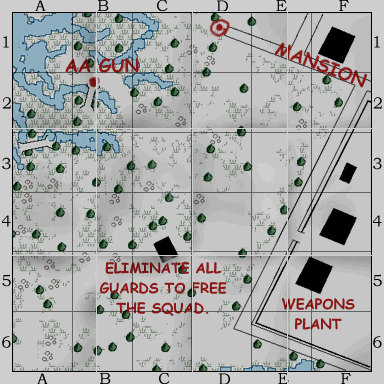 A B C D E F
1 1
MANSION
AA GUN
2 2
3 3
4 4
ELIMINATE ALL
GUARDS TO FREE
THE SQUAD.
5 5
WEAPONS
PLANT
6 6
A B C D E F